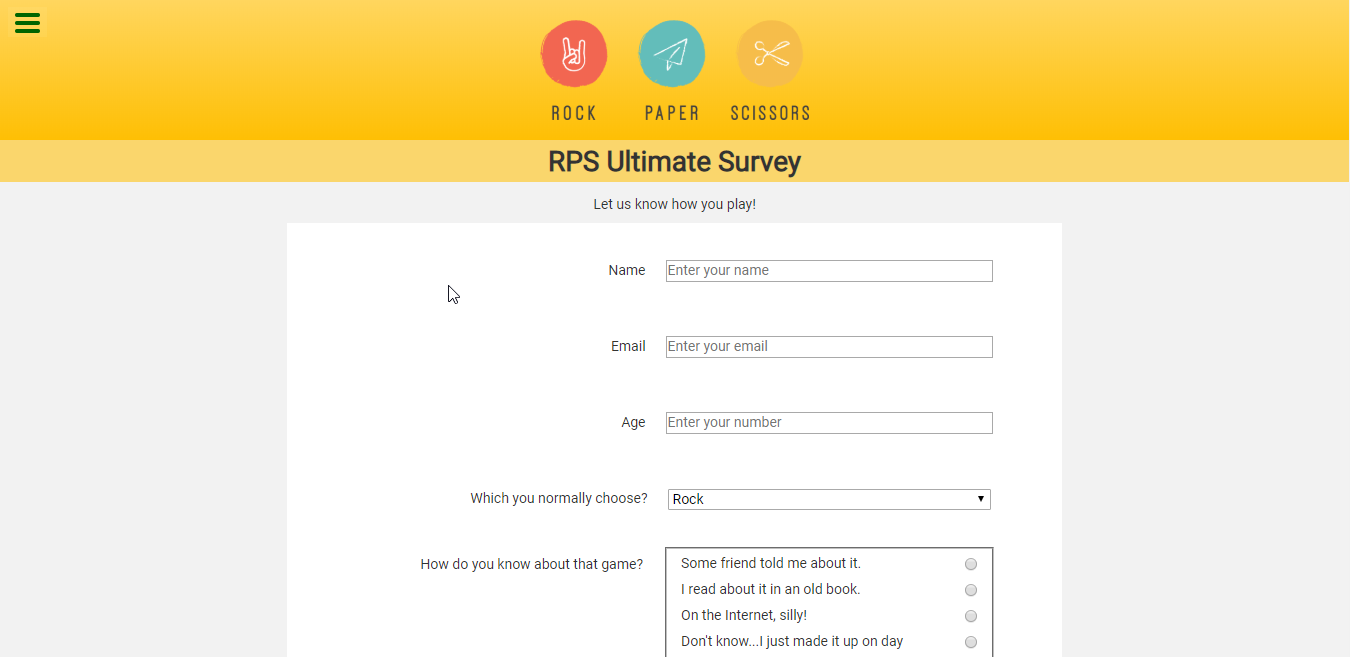 ROCK PAPER SCISSORS
RPS Ultimate Survey
Let us know how you play!
Name Enter your name
Email Enter your email
Age Enter your number
Which you normally choose? Rock
How do you know about that game? Some friend told me about it.
I read about it in an old book.
On the Internet, silly!
Don't know...I just made it up on day